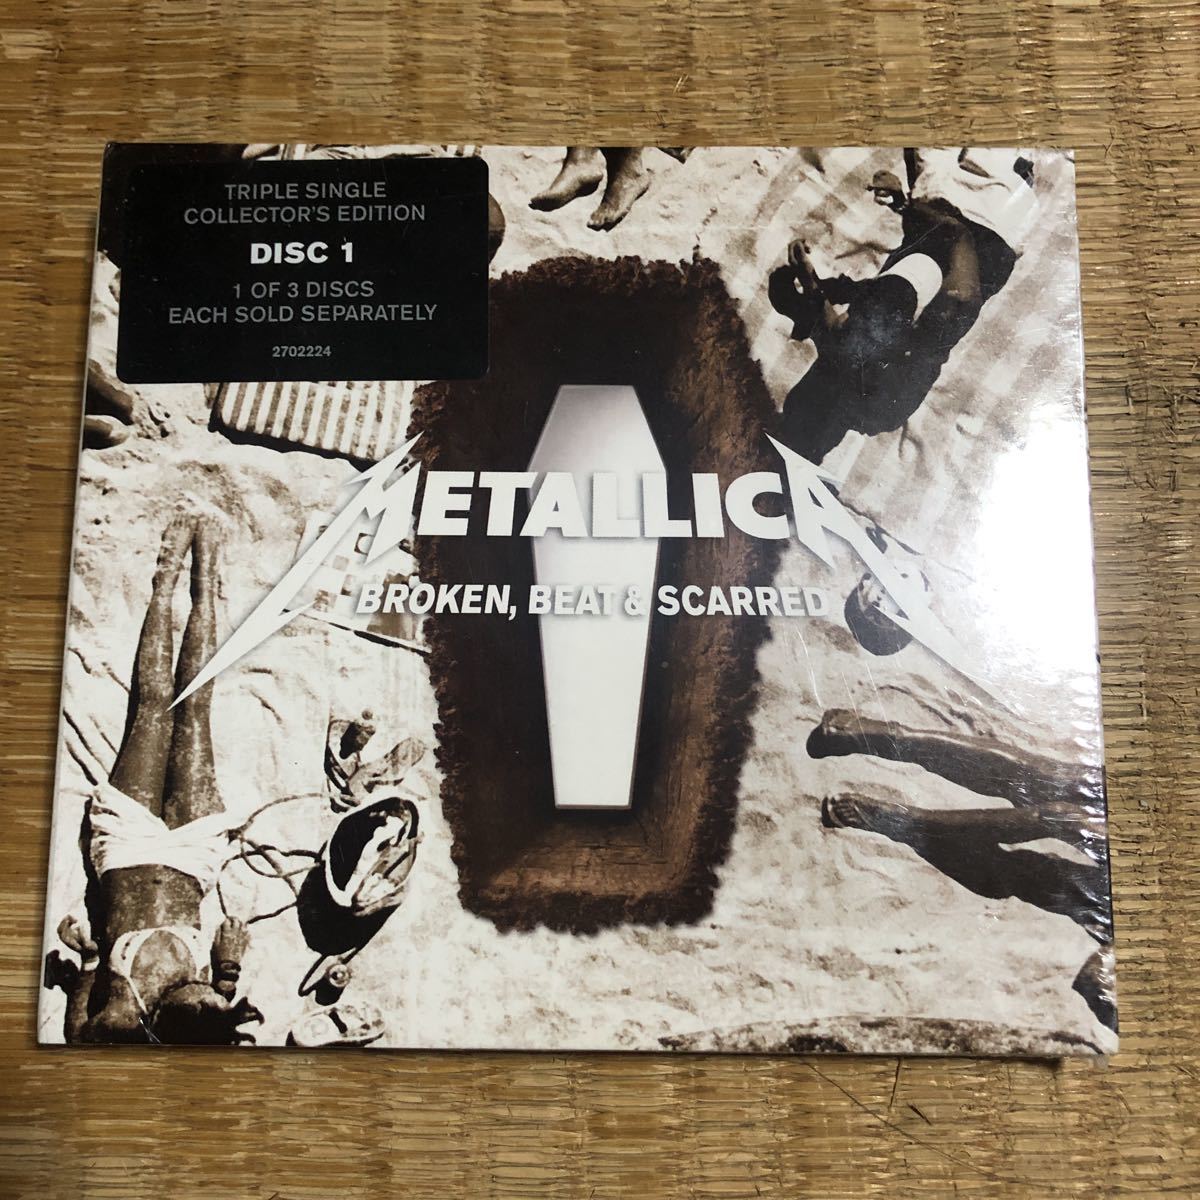 TRIPLE SINGLE
COLLECTOR'S EDITION
DISC 1
1 OF 3 DISCS
EACH SOLD SEPARATELY
2702224
METALLICA
BROKEN, BEAT & SCARRED